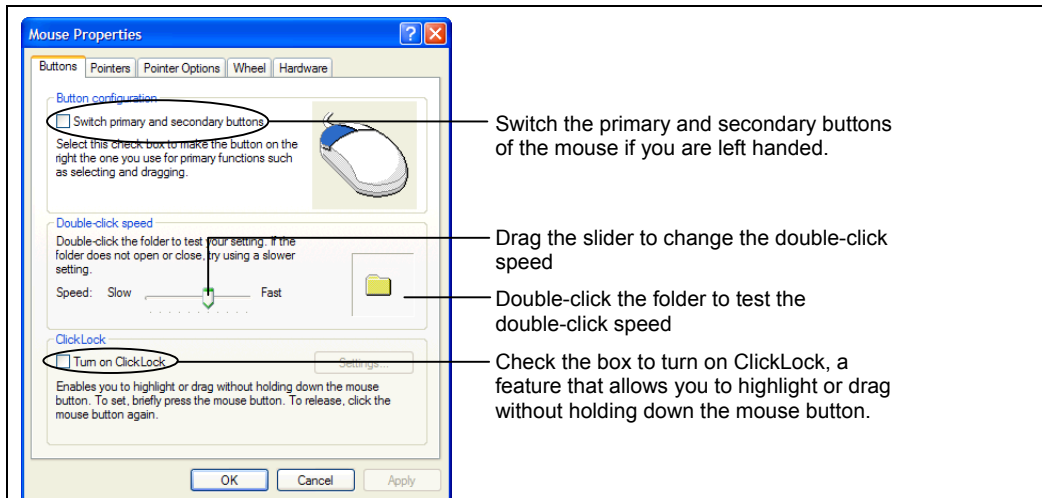 Mouse Properties
Buttons Pointers Pointer Options Wheel Hardware
Button configuration
Switch primary and secondary buttons
Select this check box to make the button on the
right the one you use for primary functions such
as selecting and dragging.
Double-click speed
Double-click the folder to test your setting. If the
folder does not open or close, try using a slower
setting.
Speed: Slow Fast
ClickLock
Turn on ClickLock
Settings...
Enables you to highlight or drag without holding down the mouse
button. To set, briefly press the mouse button. To release, click the
mouse button again.
OK Cancel Apply
Switch the primary and secondary buttons
of the mouse if you are left handed.
Drag the slider to change the double-click
speed
Double-click the folder to test the
double-click speed
Check the box to turn on ClickLock, a
feature that allows you to highlight or drag
without holding down the mouse button.